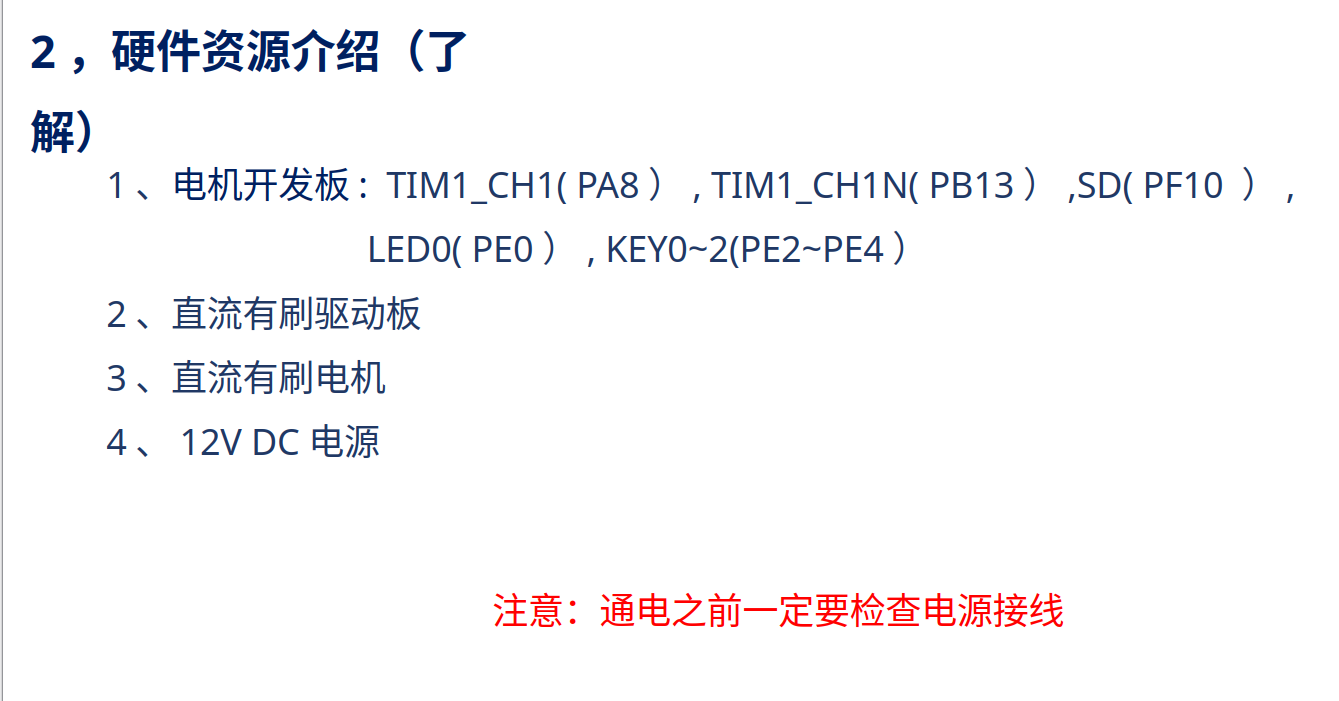 2，硬件资源介绍（了
解）
1、电机开发板： TIM1_CH1( PA8 ），TIM1_CH1N( PB13 ） ,SD( PF10 ），
LED0( PE0 ），KEY0~2(PE2~PE4 ）
2、直流有刷驱动板
3、直流有刷电机
4、 12V DC 电源
注意：通电之前一定要检查电源接线